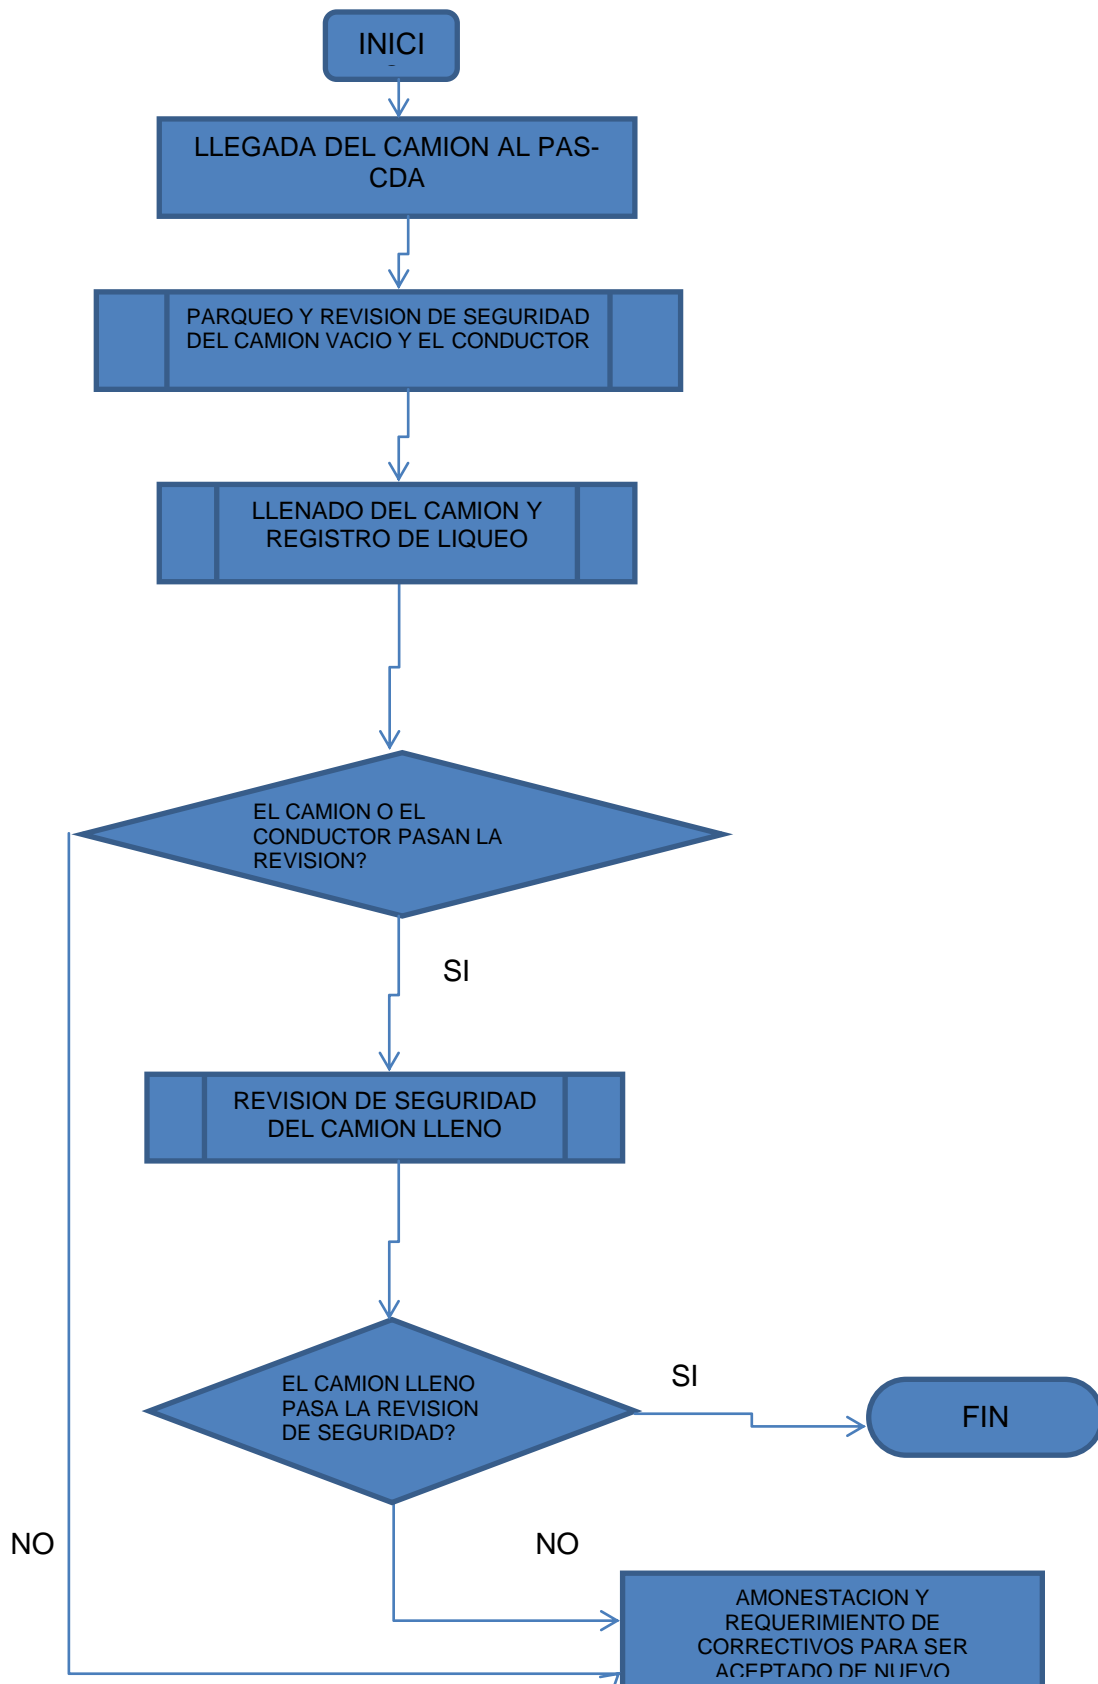 INICI
LLEGADA DEL CAMION AL PAS-
CDA
PARQUEO Y REVISION DE SEGURIDAD
DEL CAMION VACIO Y EL CONDUCTOR
LLENADO DEL CAMION Y
REGISTRO DE LIQUEO
EL CAMION O EL
CONDUCTOR PASAN LA
REVISION?
SI
REVISION DE SEGURIDAD
DEL CAMION LLENO
EL CAMION LLENO
PASA LA REVISION
DE SEGURIDAD?
SI
FIN
NO
NO
AMONESTACION Y
REQUERIMIENTO DE
CORRECTIVOS PARA SER
ACEPTADO DE NUEVO